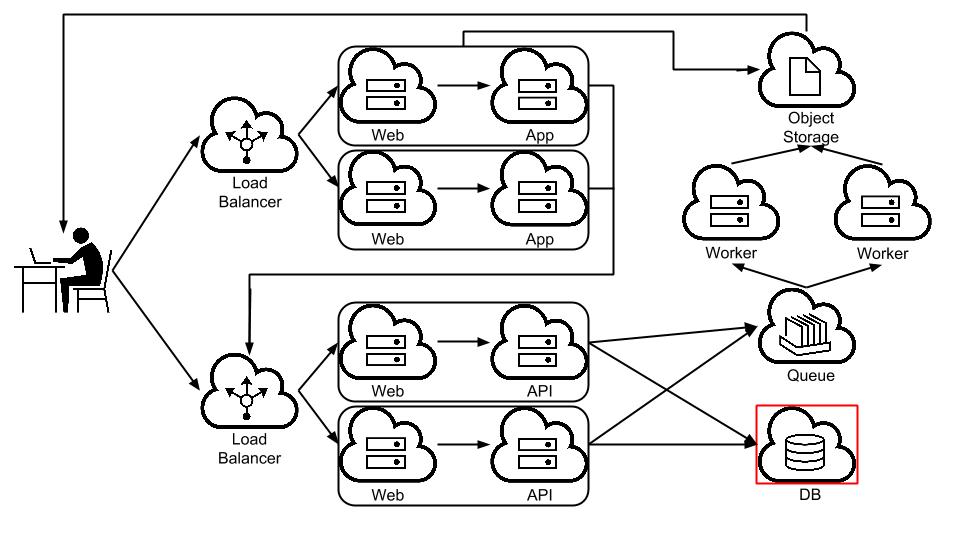 Object
Storage
Web
App
Load
Balancer
Web
App
Worker
Worker
Web
API
Queue
Load
Balancer
Web
API
DB